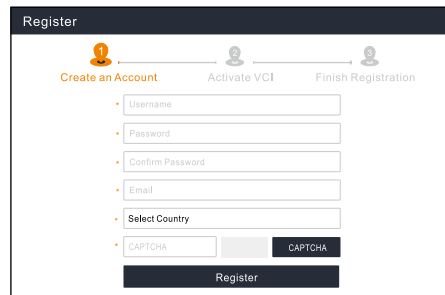 Register
1 2 3
Create an Account Activate VCI Finish Registration
* Username
* Password
* Confirm Password
* Email
* Select Country
* CAPTCHA CAPTCHA
Register